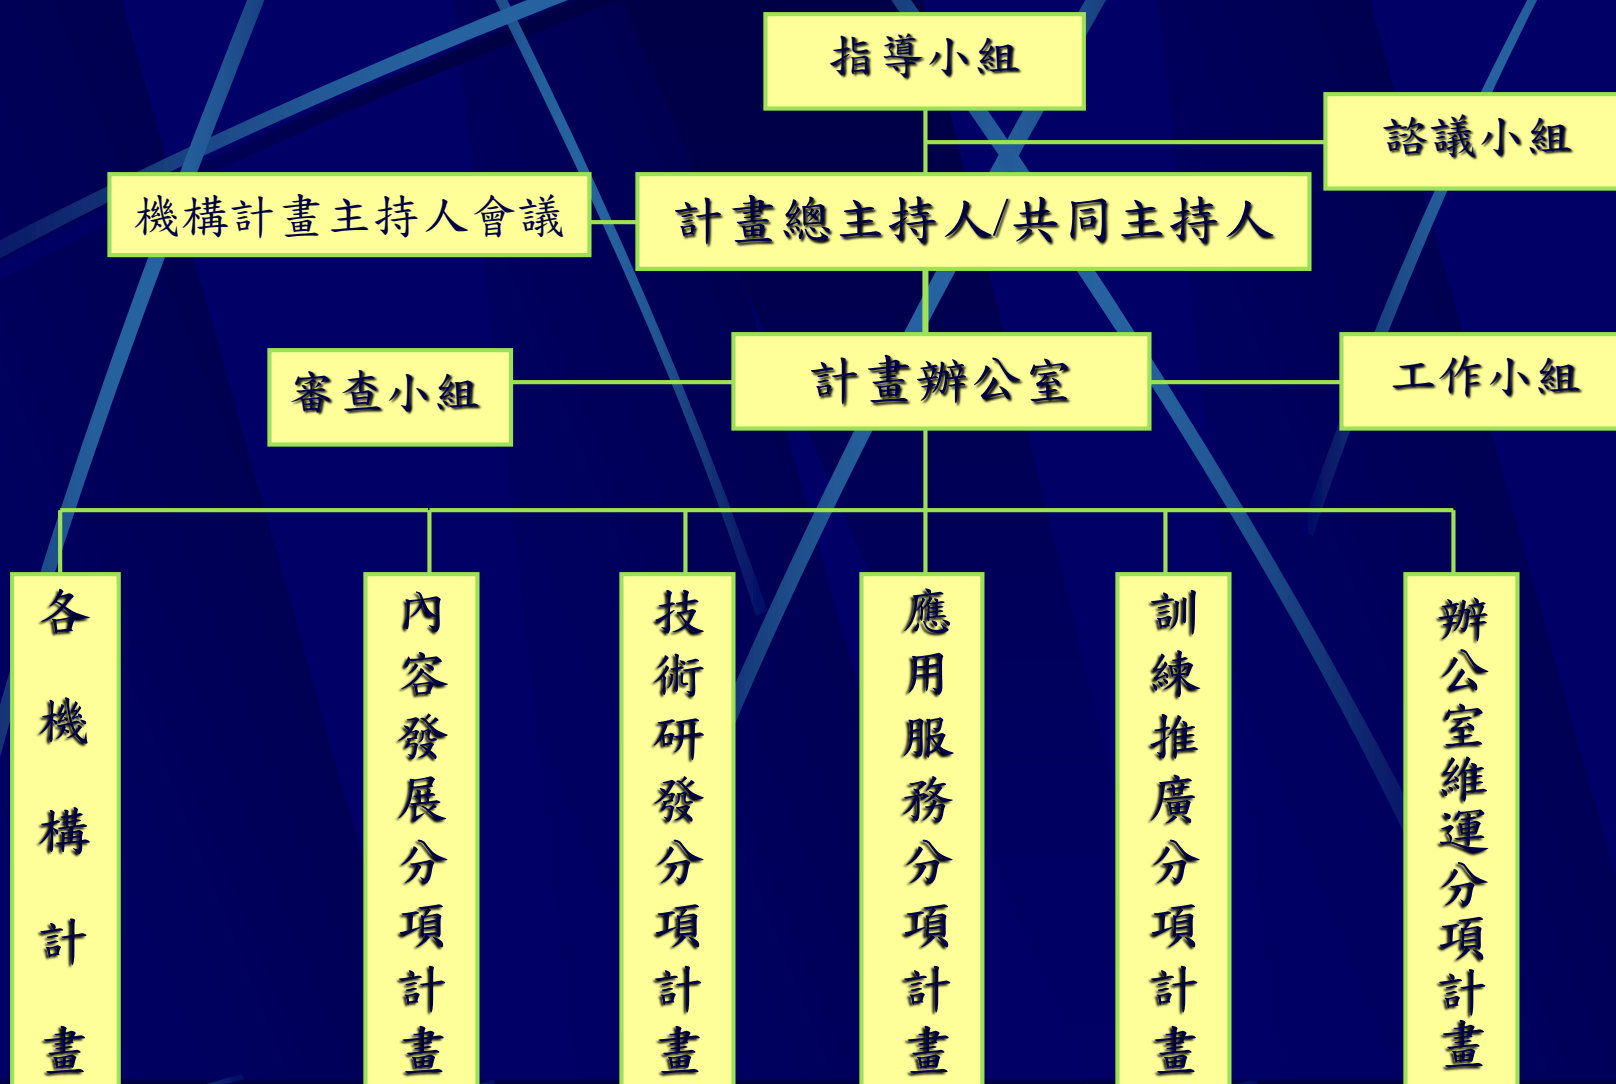 指導小組
諮議小組
機構計畫主持人會議
計畫總主持人/共同主持人
審查小組
計畫辦公室
工作小組
各機構計畫
內容發展分項計畫
技術研發分項計畫
應用服務分項計畫
訓練推廣分項計畫
辦公室維運分項計畫